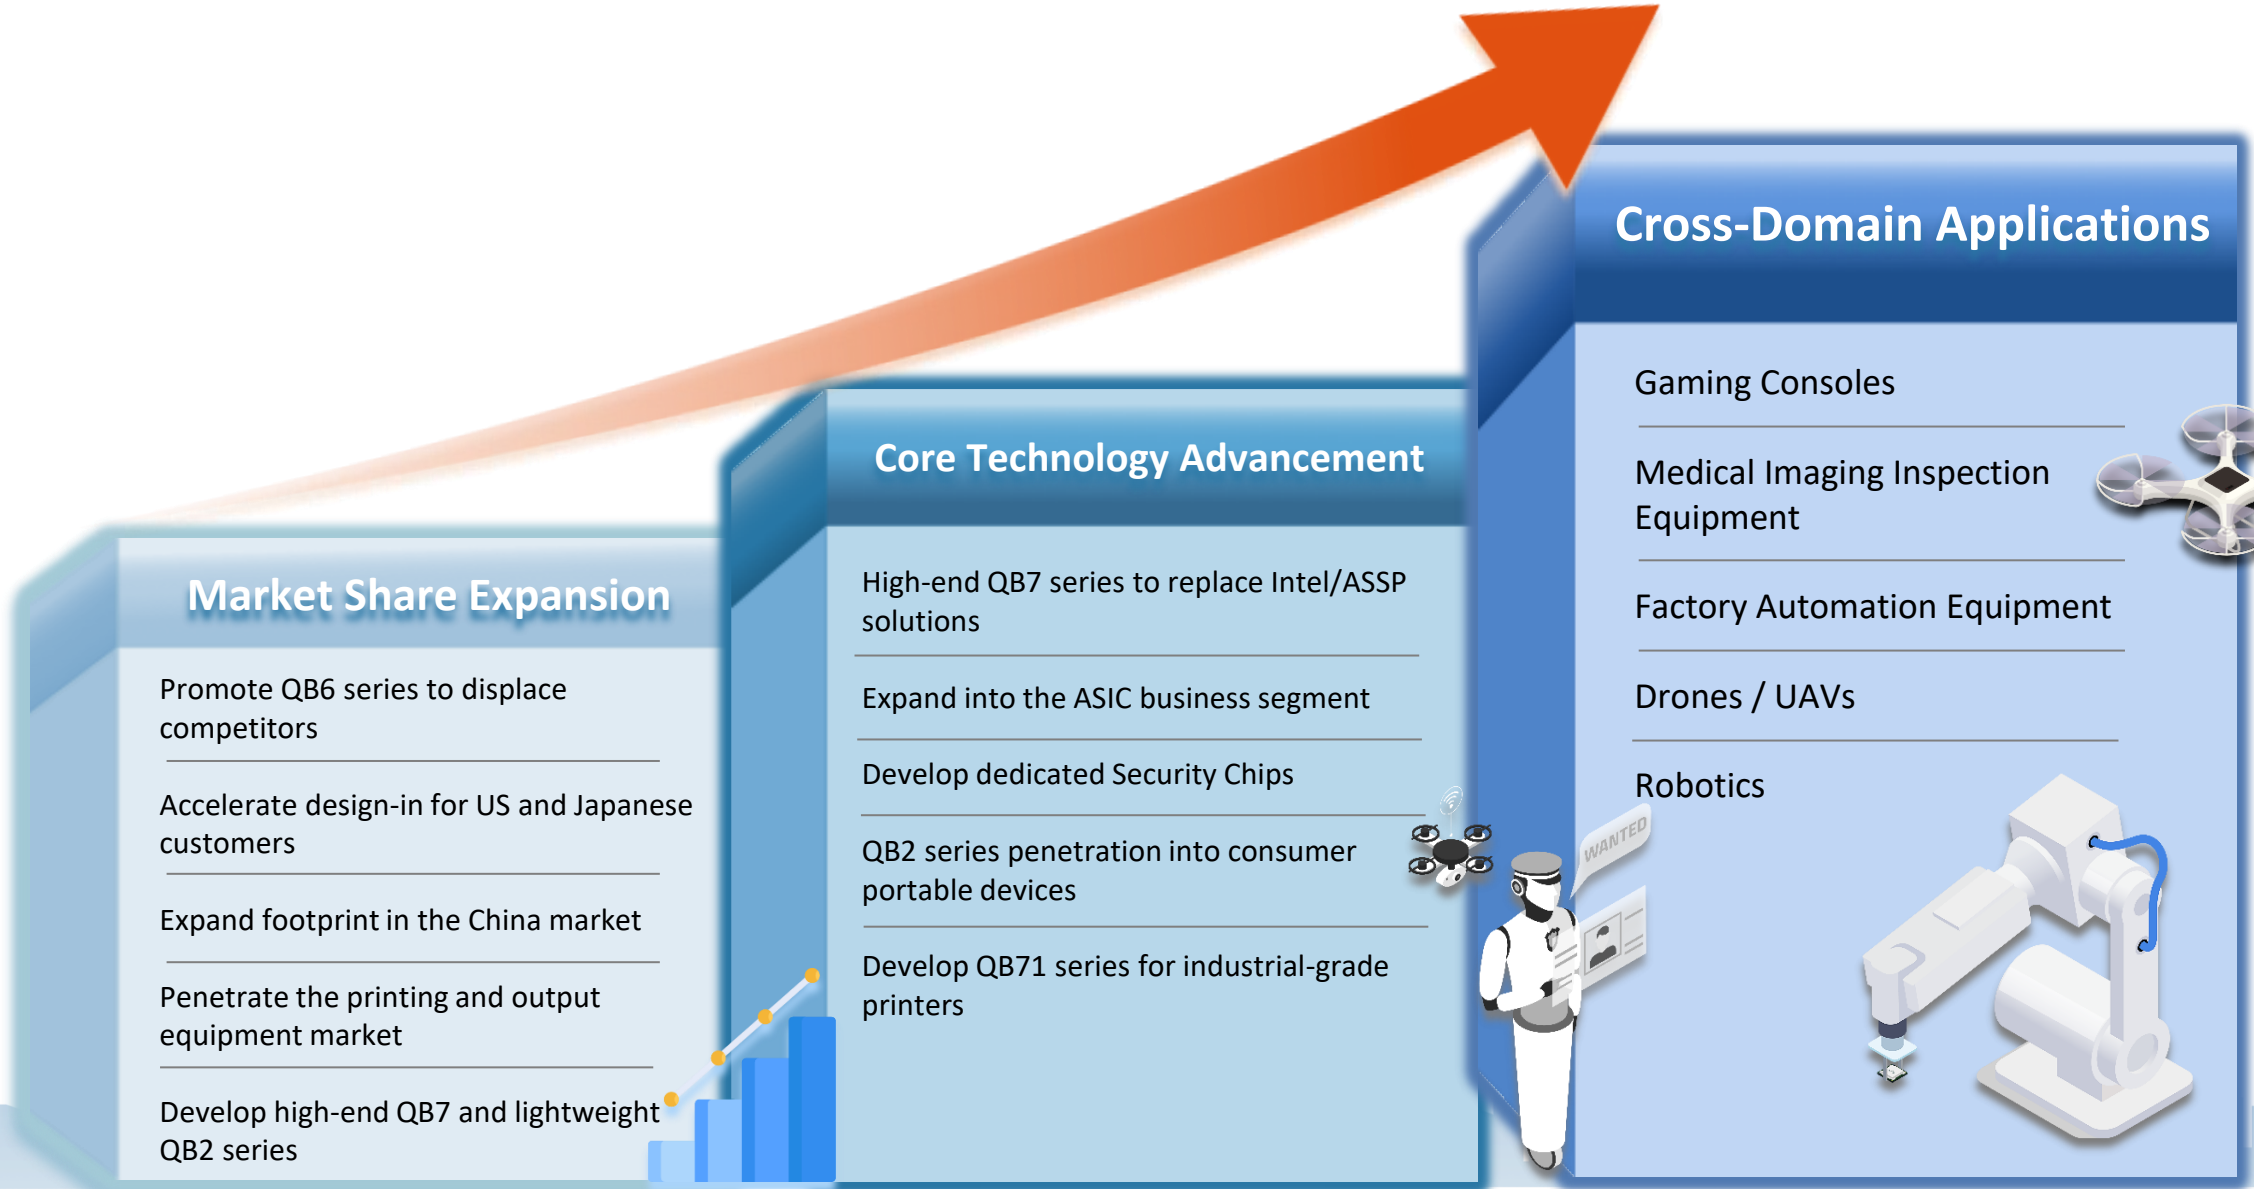 Market Share Expansion
Promote QB6 series to displace
competitors
Accelerate design-in for US and Japanese
customers
Expand footprint in the China market
Penetrate the printing and output
equipment market
Develop high-end QB7 and lightweight
QB2 series
Core Technology Advancement
High-end QB7 series to replace Intel/ASSP
solutions
Expand into the ASIC business segment
Develop dedicated Security Chips
QB2 series penetration into consumer
portable devices
Develop QB71 series for industrial-grade
printers
Cross-Domain Applications
Gaming Consoles
Medical Imaging Inspection
Equipment
Factory Automation Equipment
Drones / UAVs
Robotics
WANTED